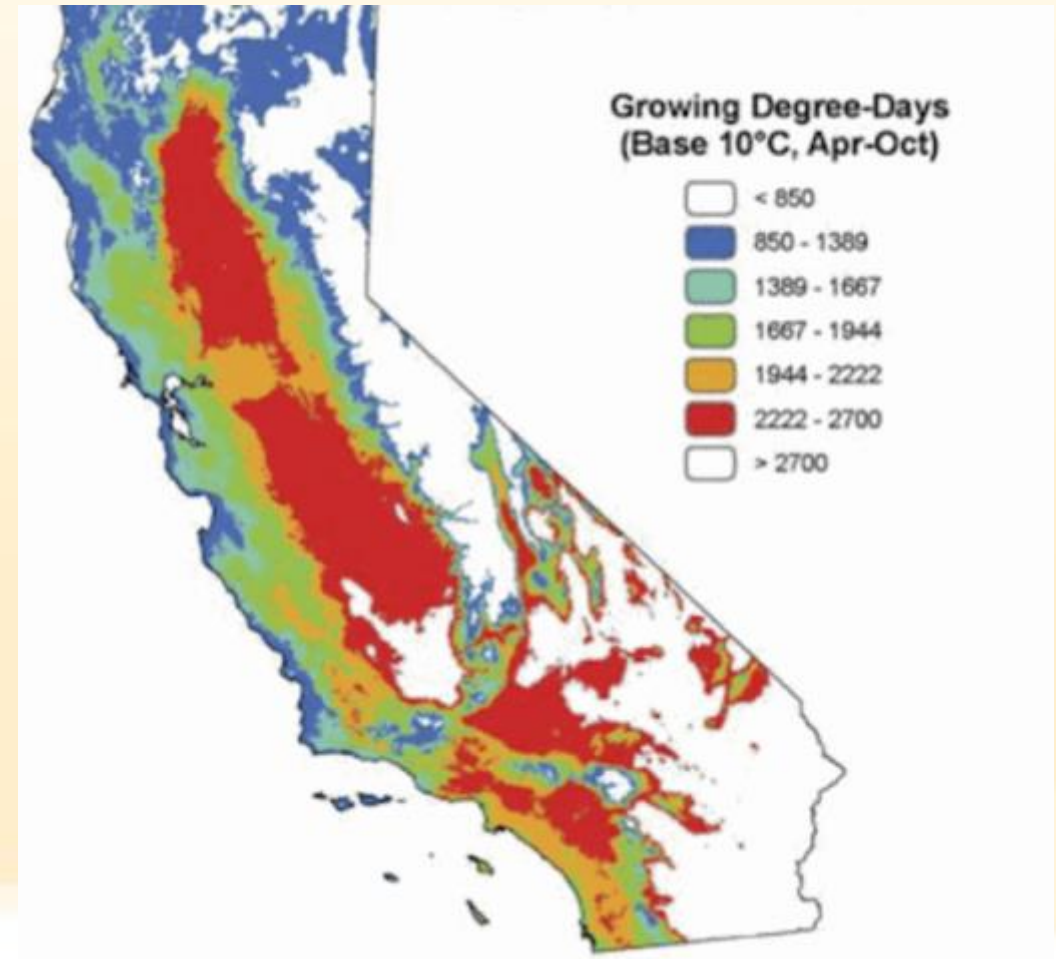 Growing Degree-Days
(Base 10°C, Apr-Oct)
< 850
850 - 1389
1389 - 1667
1667 - 1944
1944 - 2222
2222 - 2700
> 2700